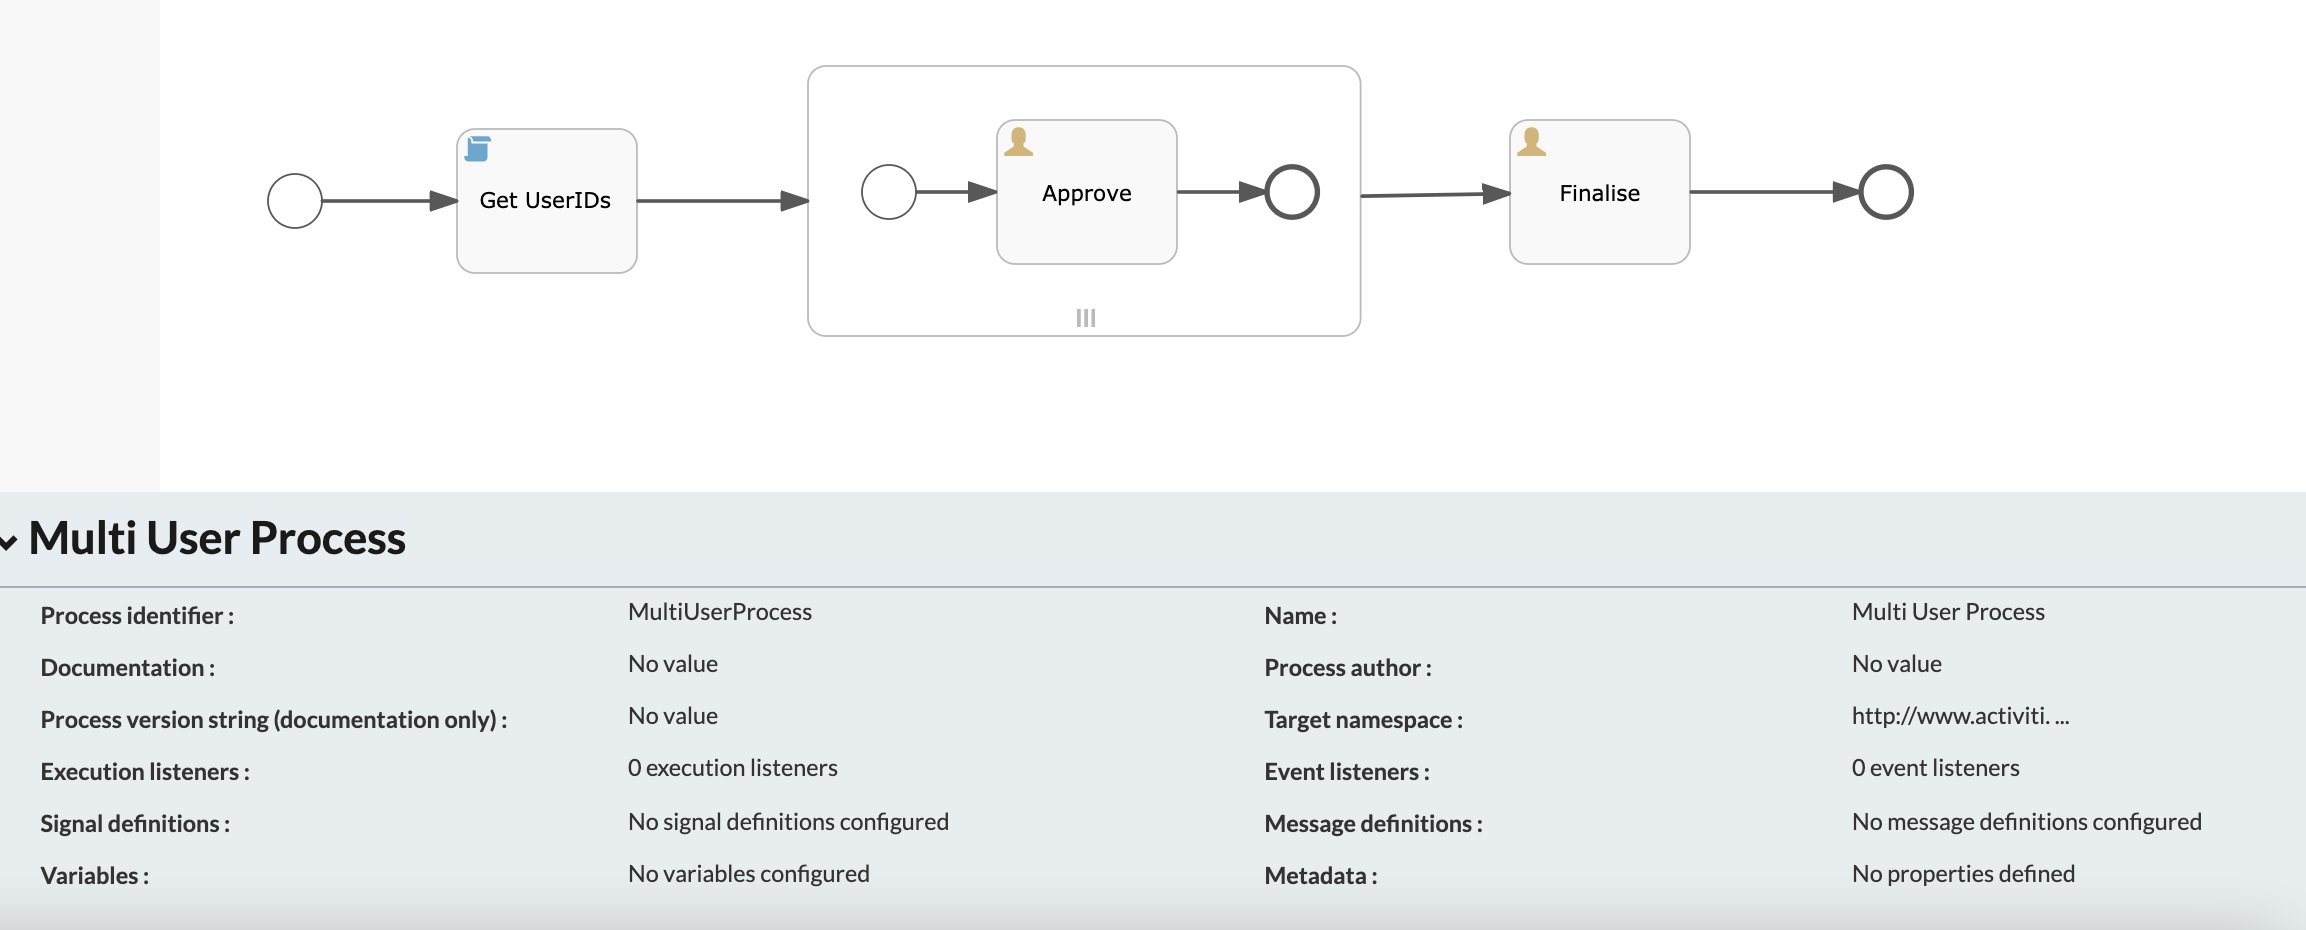 Get UserIDs
Approve
Finalise
Multi User Process
Process identifier : MultiUserProcess Name : Multi User Process
Documentation : No value Process author : No value
Process version string (documentation only) : No value Target namespace : http://www.activiti. ...
Execution listeners : 0 execution listeners Event listeners : 0 event listeners
Signal definitions : No signal definitions configured Message definitions : No message definitions configured
Variables : No variables configured Metadata : No properties defined